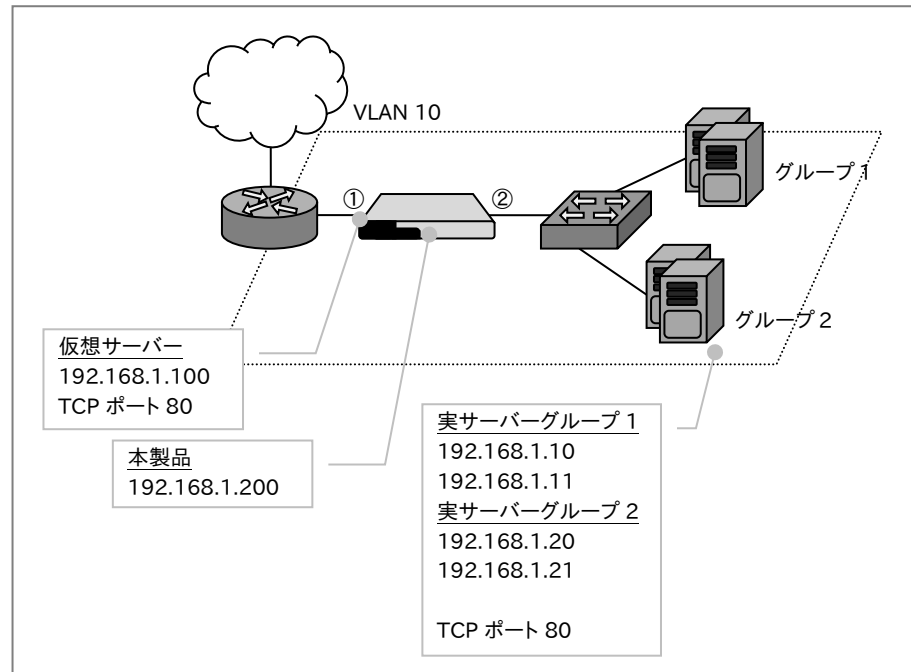 VLAN 10
①
②
グループ 1
グループ 2
仮想サーバー
192.168.1.100
TCP ポート 80
本製品
192.168.1.200
実サーバーグループ 1
192.168.1.10
192.168.1.11
実サーバーグループ 2
192.168.1.20
192.168.1.21
TCP ポート 80